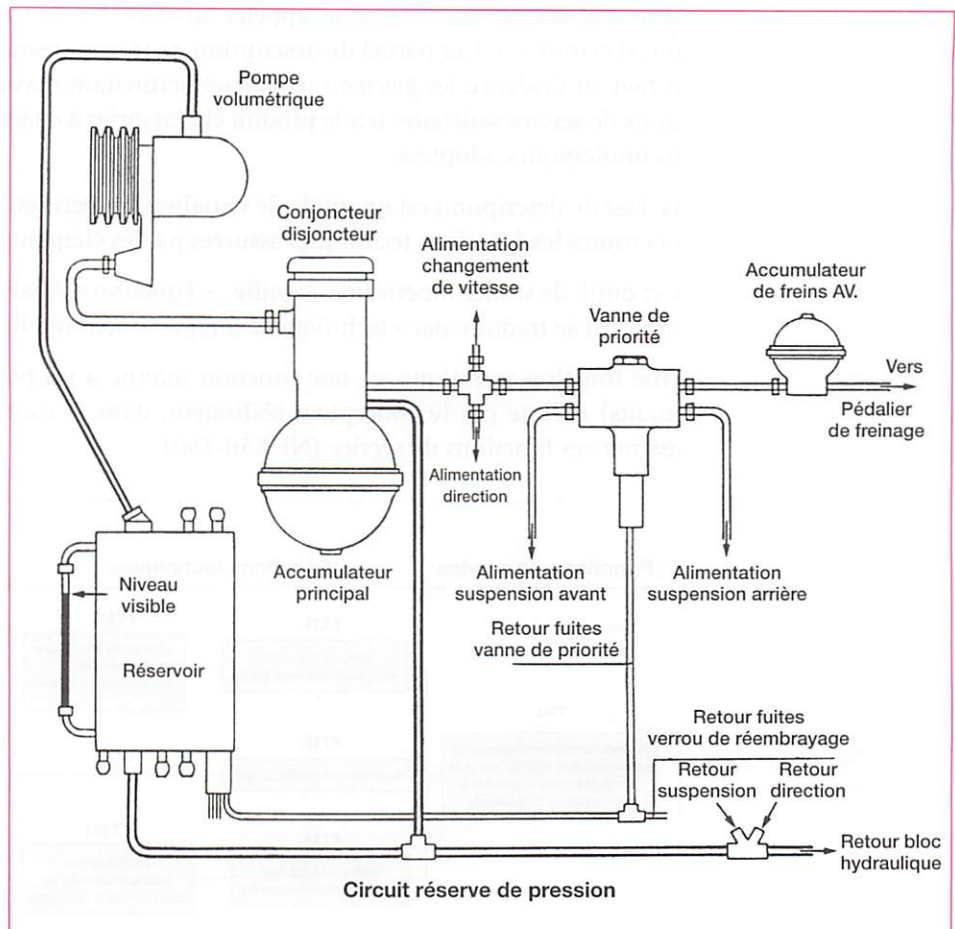 Pompe
volumétrique
Conjoncteur
disjoncteur
Alimentation
changement
de vitesse
Vanne de
priorité
Accumulateur
de freins AV.
Vers
Pédalier
de freinage
Alimentation
direction
Accumulateur
principal
Alimentation
suspension avant
Alimentation
suspension arrière
Niveau
visible
Réservoir
Retour fuites
vanne de priorité
Retour fuites
verrou de réembrayage
Retour
suspension
Retour
direction
Retour bloc
hydraulique
Circuit réserve de pression